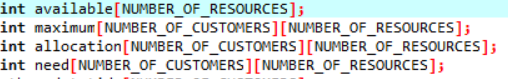 int available[NUMBER_OF_RESOURCES];
int maximum[NUMBER_OF_CUSTOMERS][NUMBER_OF_RESOURCES];
int allocation[NUMBER_OF_CUSTOMERS][NUMBER_OF_RESOURCES];
int need[NUMBER_OF_CUSTOMERS][NUMBER_OF_RESOURCES];